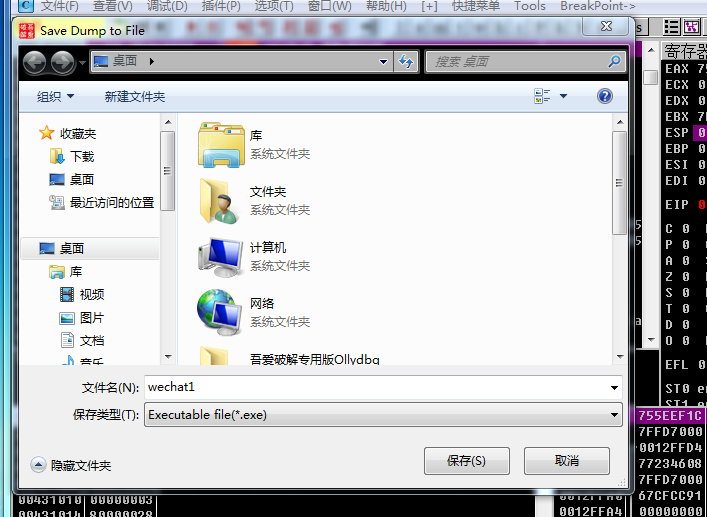 文件(F) 查看(V) 调试(D) 插件(P) 选项(T) 窗口(W) 帮助(H) [+] 快捷菜单 Tools BreakPoint->
Save Dump to File
桌面
搜索 桌面
组织
新建文件夹
收藏夹
下载
桌面
最近访问的位置
桌面
库
视频
图片
文档
音乐
库
系统文件夹
文件夹
系统文件夹
计算机
系统文件夹
网络
系统文件夹
吾爱破解专用版Ollydbg
文件名(N): wechat1
保存类型(T): Executable file(*.exe)
隐藏文件夹
保存(S)
取消
寄存器
EAX 7
ECX 0
EDX 0
EBX 7
ESP 0
EBP 0
ESI 0
EDI 0
EIP 0
C 0
P 0
A 0
Z 0
S 0
T 0
D 0
O 0
EFL 0
ST0 e
ST1 e
755EEF1C
7FFD7000
0012FFD4
77234608
7FFD7000
0012FFA0 67CFCC91
0012FFA4 00000000
00431010 00000003
00431014 80000028